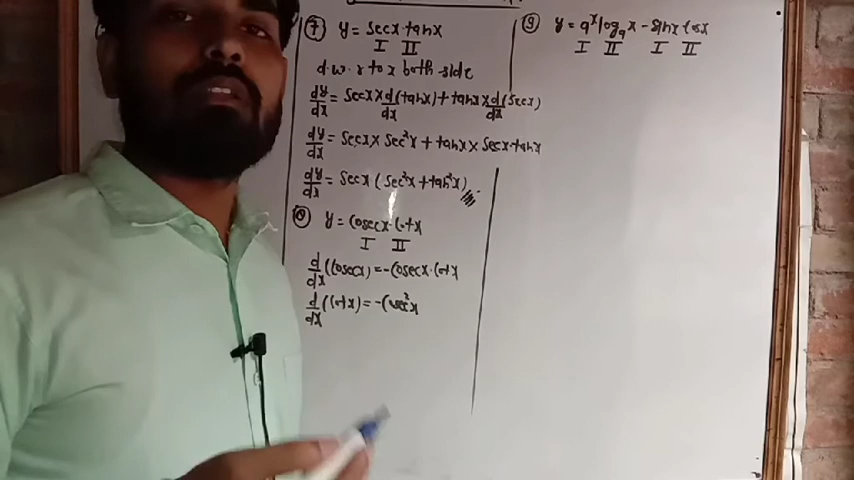 ⑦ y = secx·tanx
I II
d·w·r to x both side
dy/dx = secx × d/dx (tanx) + tanx × d/dx (secx)
dy/dx = secx × sec²x + tanx × secx·tanx
dy/dx = secx (sec²x + tan²x)
⑧ y = cosecx·cotx
I II
d/dx (cosecx) = -cosecx·cotx
d/dx (cotx) = -cosec²x
⑨ y = a^x log_a x - sinx·cosx
I II I II